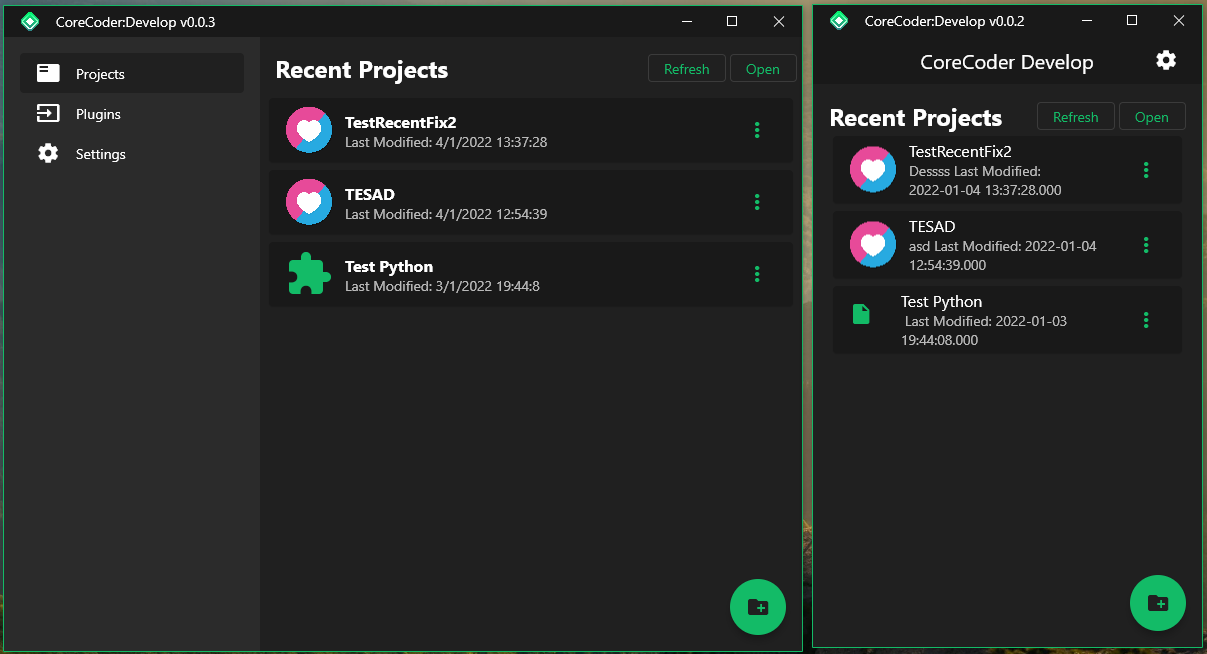 CoreCoder:Develop v0.0.3
Projects
Plugins
Settings
Recent Projects
Refresh
Open
TestRecentFix2
Last Modified: 4/1/2022 13:37:28
TESAD
Last Modified: 4/1/2022 12:54:39
Test Python
Last Modified: 3/1/2022 19:44:8
CoreCoder:Develop v0.0.2
CoreCoder Develop
Recent Projects
Refresh
Open
TestRecentFix2
Dessss Last Modified:
2022-01-04 13:37:28.000
TESAD
asd Last Modified: 2022-01-04
12:54:39.000
Test Python
Last Modified: 2022-01-03
19:44:08.000